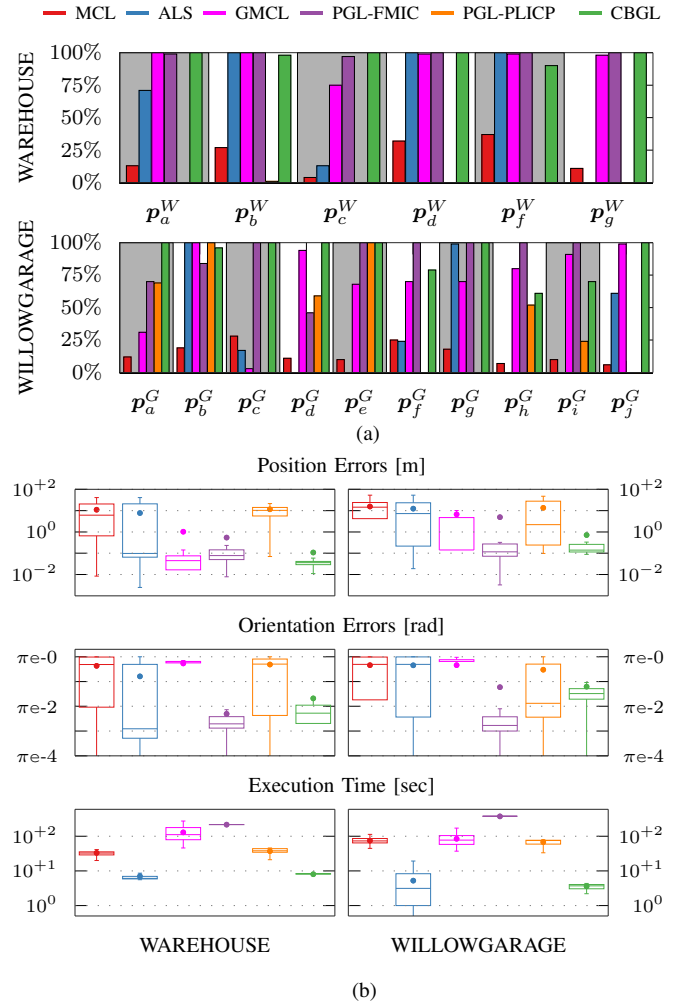 MCL ALS GMCL PGL-FMIC PGL-PLICP CBGL
WAREHOUSE
100%
75%
50%
25%
0%
p_a^W p_b^W p_c^W p_d^W p_f^W p_g^W
WILLOWGARAGE
100%
75%
50%
25%
0%
p_a^G p_b^G p_c^G p_d^G p_e^G p_f^G p_g^G p_h^G p_i^G p_j^G
(a)
Position Errors [m]
10^+2 10^+2
10^0 10^0
10^−2 10^−2
Orientation Errors [rad]
πe-0 πe-0
πe-2 πe-2
πe-4 πe-4
Execution Time [sec]
10^+2 10^+2
10^+1 10^+1
10^0 10^0
WAREHOUSE WILLOWGARAGE
(b)